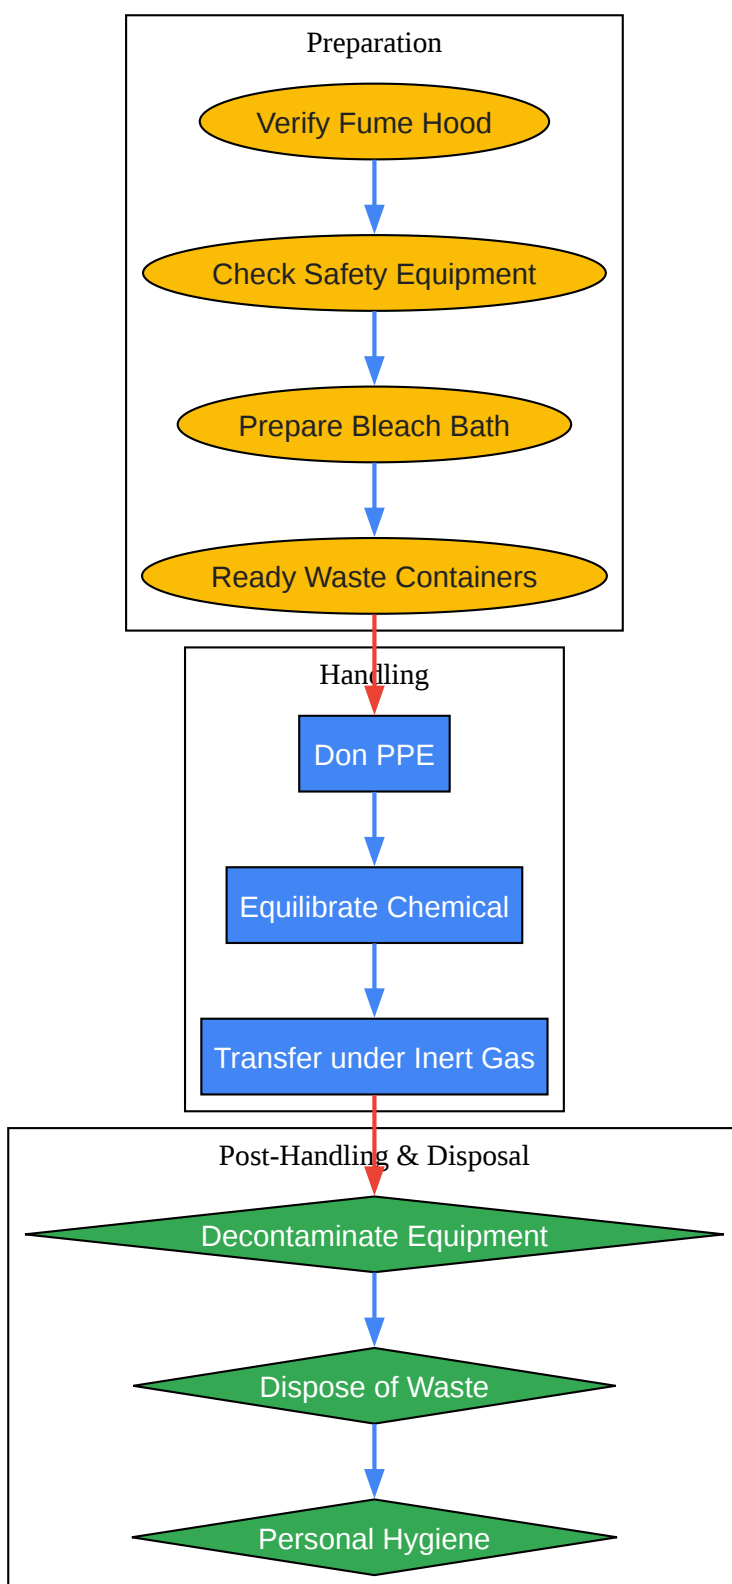 Preparation
Verify Fume Hood
Check Safety Equipment
Prepare Bleach Bath
Ready Waste Containers
Handling
Don PPE
Equilibrate Chemical
Transfer under Inert Gas
Post-Handling & Disposal
Decontaminate Equipment
Dispose of Waste
Personal Hygiene